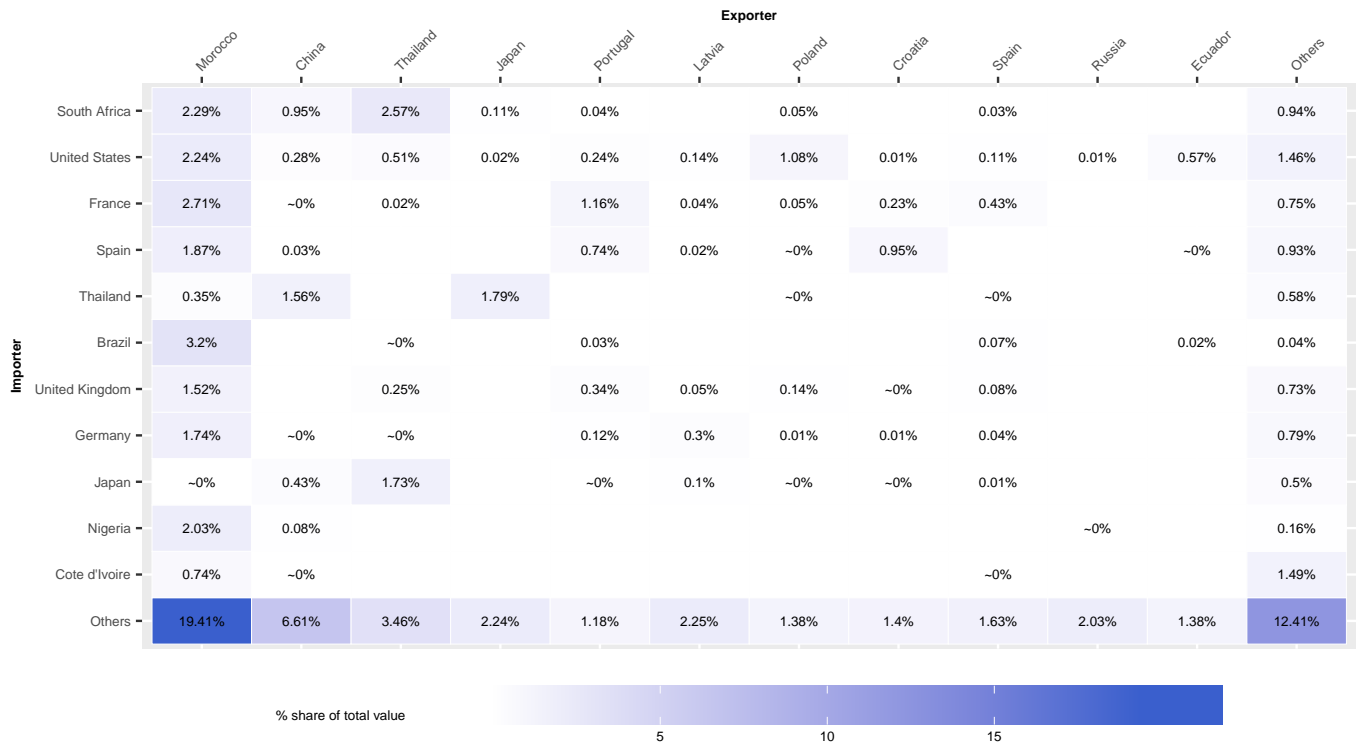 Exporter
Morocco China Thailand Japan Portugal Latvia Poland Croatia Spain Russia Ecuador Others
South Africa 2.29% 0.95% 2.57% 0.11% 0.04% 0.05% 0.03% 0.94%
United States 2.24% 0.28% 0.51% 0.02% 0.24% 0.14% 1.08% 0.01% 0.11% 0.01% 0.57% 1.46%
France 2.71% ~0% 0.02% 1.16% 0.04% 0.05% 0.23% 0.43% 0.75%
Spain 1.87% 0.03% 0.74% 0.02% ~0% 0.95% ~0% 0.93%
Thailand 0.35% 1.56% 1.79% ~0% ~0% 0.58%
Brazil 3.2% ~0% 0.03% 0.07% 0.02% 0.04%
Importer
United Kingdom 1.52% 0.25% 0.34% 0.05% 0.14% ~0% 0.08% 0.73%
Germany 1.74% ~0% ~0% 0.12% 0.3% 0.01% 0.01% 0.04% 0.79%
Japan ~0% 0.43% 1.73% ~0% 0.1% ~0% ~0% 0.01% 0.5%
Nigeria 2.03% 0.08% ~0% 0.16%
Cote d'Ivoire 0.74% ~0% ~0% 1.49%
Others 19.41% 6.61% 3.46% 2.24% 1.18% 2.25% 1.38% 1.4% 1.63% 2.03% 1.38% 12.41%
% share of total value
5 10 15